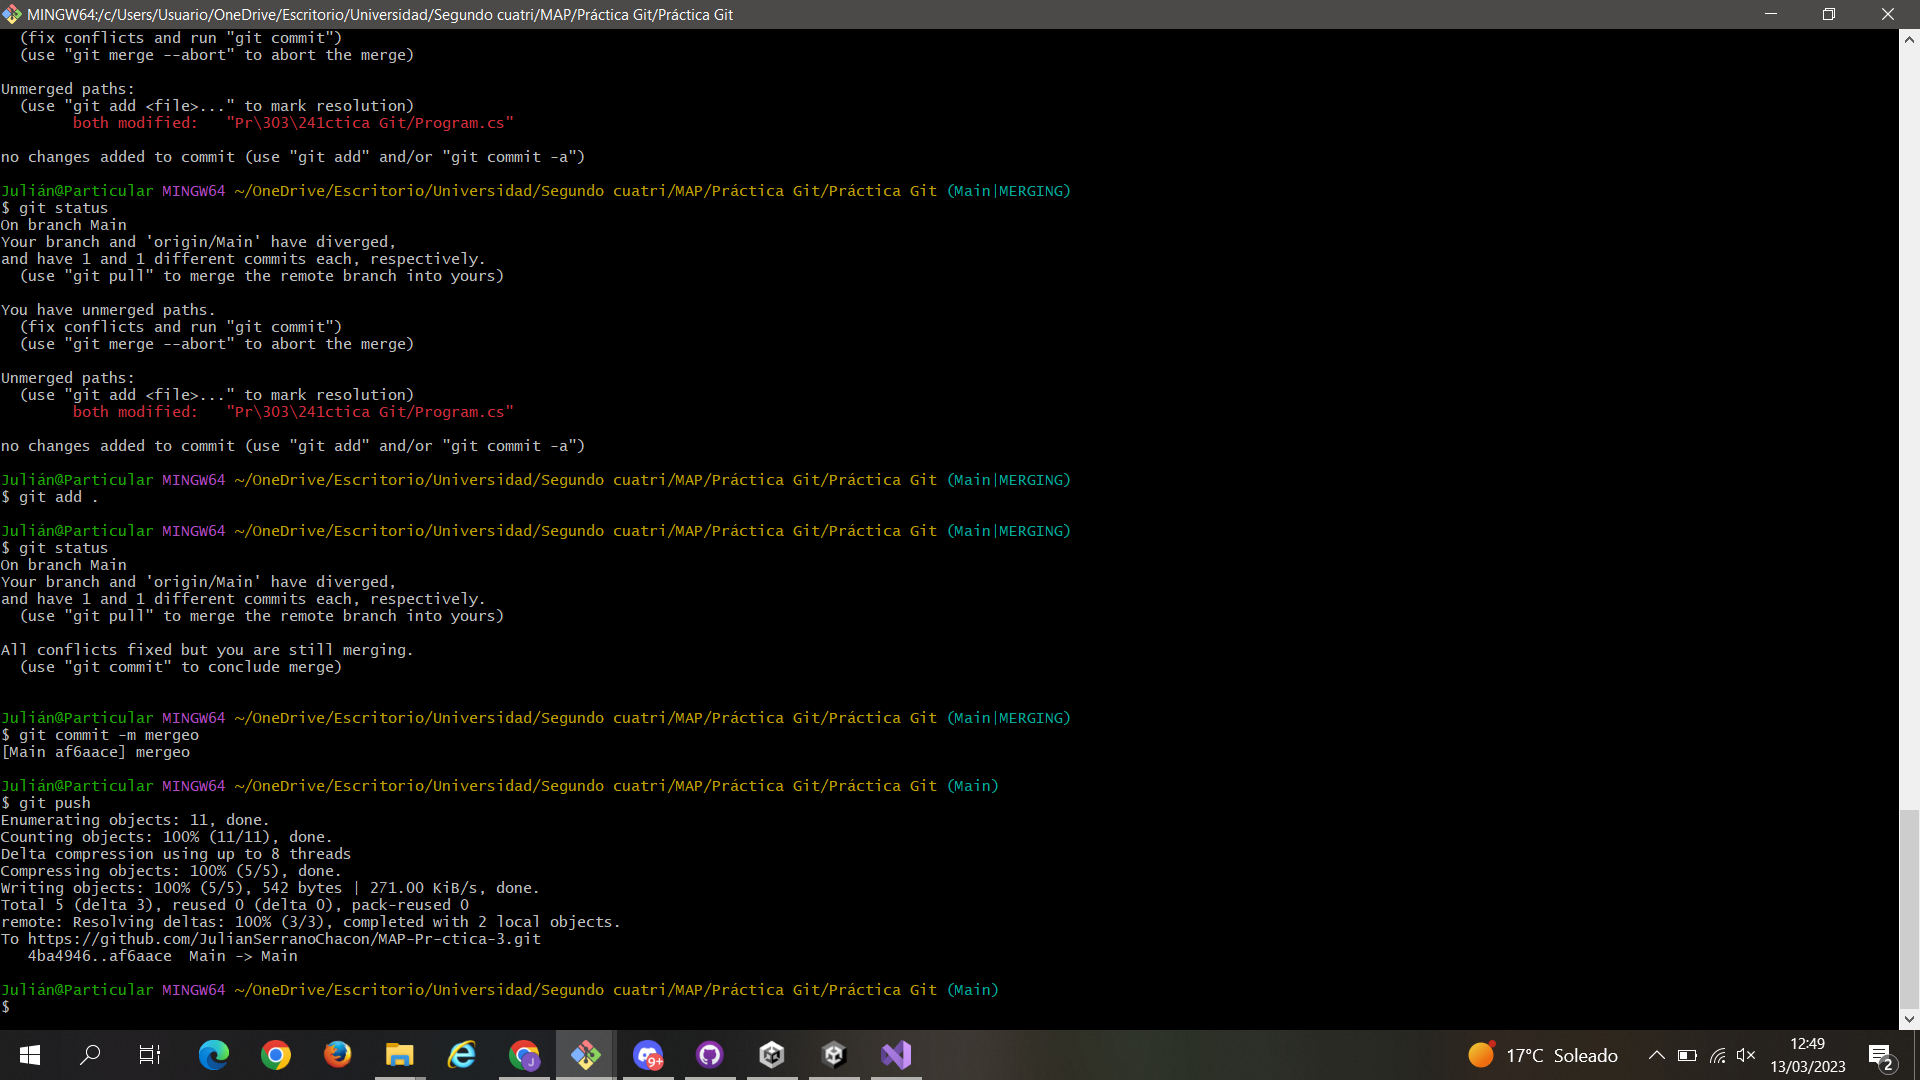 MINGW64:/c/Users/Usuario/OneDrive/Escritorio/Universidad/Segundo cuatri/MAP/Práctica Git/Práctica Git
  (fix conflicts and run "git commit")
  (use "git merge --abort" to abort the merge)
Unmerged paths:
  (use "git add <file>..." to mark resolution)
        both modified:   "Pr\303\241ctica Git/Program.cs"
no changes added to commit (use "git add" and/or "git commit -a")
Julián@Particular MINGW64 ~/OneDrive/Escritorio/Universidad/Segundo cuatri/MAP/Práctica Git/Práctica Git (Main|MERGING)
$ git status
On branch Main
Your branch and 'origin/Main' have diverged,
and have 1 and 1 different commits each, respectively.
  (use "git pull" to merge the remote branch into yours)
You have unmerged paths.
  (fix conflicts and run "git commit")
  (use "git merge --abort" to abort the merge)
Unmerged paths:
  (use "git add <file>..." to mark resolution)
        both modified:   "Pr\303\241ctica Git/Program.cs"
no changes added to commit (use "git add" and/or "git commit -a")
Julián@Particular MINGW64 ~/OneDrive/Escritorio/Universidad/Segundo cuatri/MAP/Práctica Git/Práctica Git (Main|MERGING)
$ git add .
Julián@Particular MINGW64 ~/OneDrive/Escritorio/Universidad/Segundo cuatri/MAP/Práctica Git/Práctica Git (Main|MERGING)
$ git status
On branch Main
Your branch and 'origin/Main' have diverged,
and have 1 and 1 different commits each, respectively.
  (use "git pull" to merge the remote branch into yours)
All conflicts fixed but you are still merging.
  (use "git commit" to conclude merge)
Julián@Particular MINGW64 ~/OneDrive/Escritorio/Universidad/Segundo cuatri/MAP/Práctica Git/Práctica Git (Main|MERGING)
$ git commit -m mergeo
[Main af6aace] mergeo
Julián@Particular MINGW64 ~/OneDrive/Escritorio/Universidad/Segundo cuatri/MAP/Práctica Git/Práctica Git (Main)
$ git push
Enumerating objects: 11, done.
Counting objects: 100% (11/11), done.
Delta compression using up to 8 threads
Compressing objects: 100% (5/5), done.
Writing objects: 100% (5/5), 542 bytes | 271.00 KiB/s, done.
Total 5 (delta 3), reused 0 (delta 0), pack-reused 0
remote: Resolving deltas: 100% (3/3), completed with 2 local objects.
To https://github.com/JulianSerranoChacon/MAP-Pr-ctica-3.git
   4ba4946..af6aace  Main -> Main
Julián@Particular MINGW64 ~/OneDrive/Escritorio/Universidad/Segundo cuatri/MAP/Práctica Git/Práctica Git (Main)
$
J
9+
17°C Soleado
12:49
13/03/2023
2